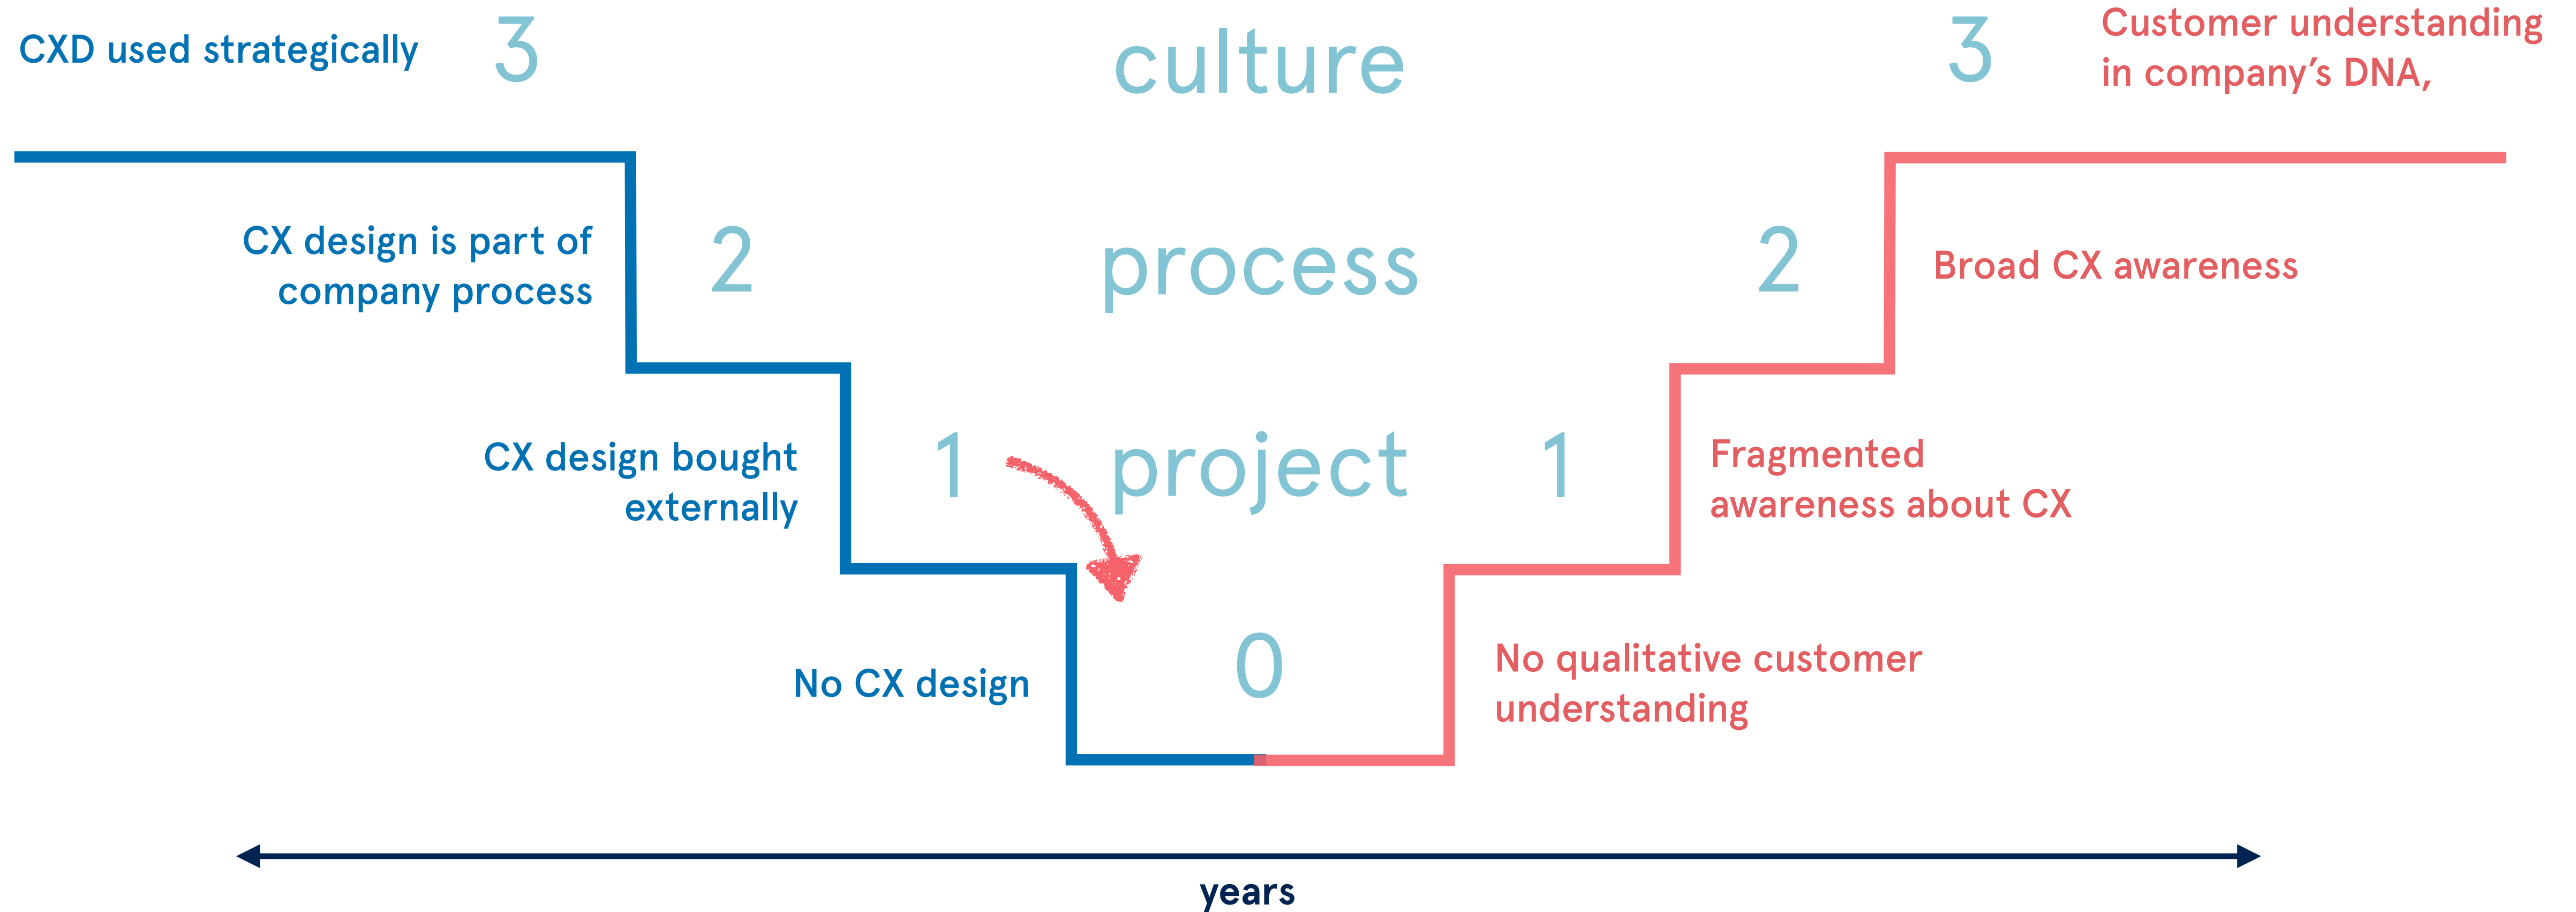 CXD used strategically
3
culture
3
Customer understanding
in company's DNA,
CX design is part of
company process
2
process
2
Broad CX awareness
CX design bought
externally
1
project
1
Fragmented
awareness about CX
No CX design
0
No qualitative customer
understanding
years